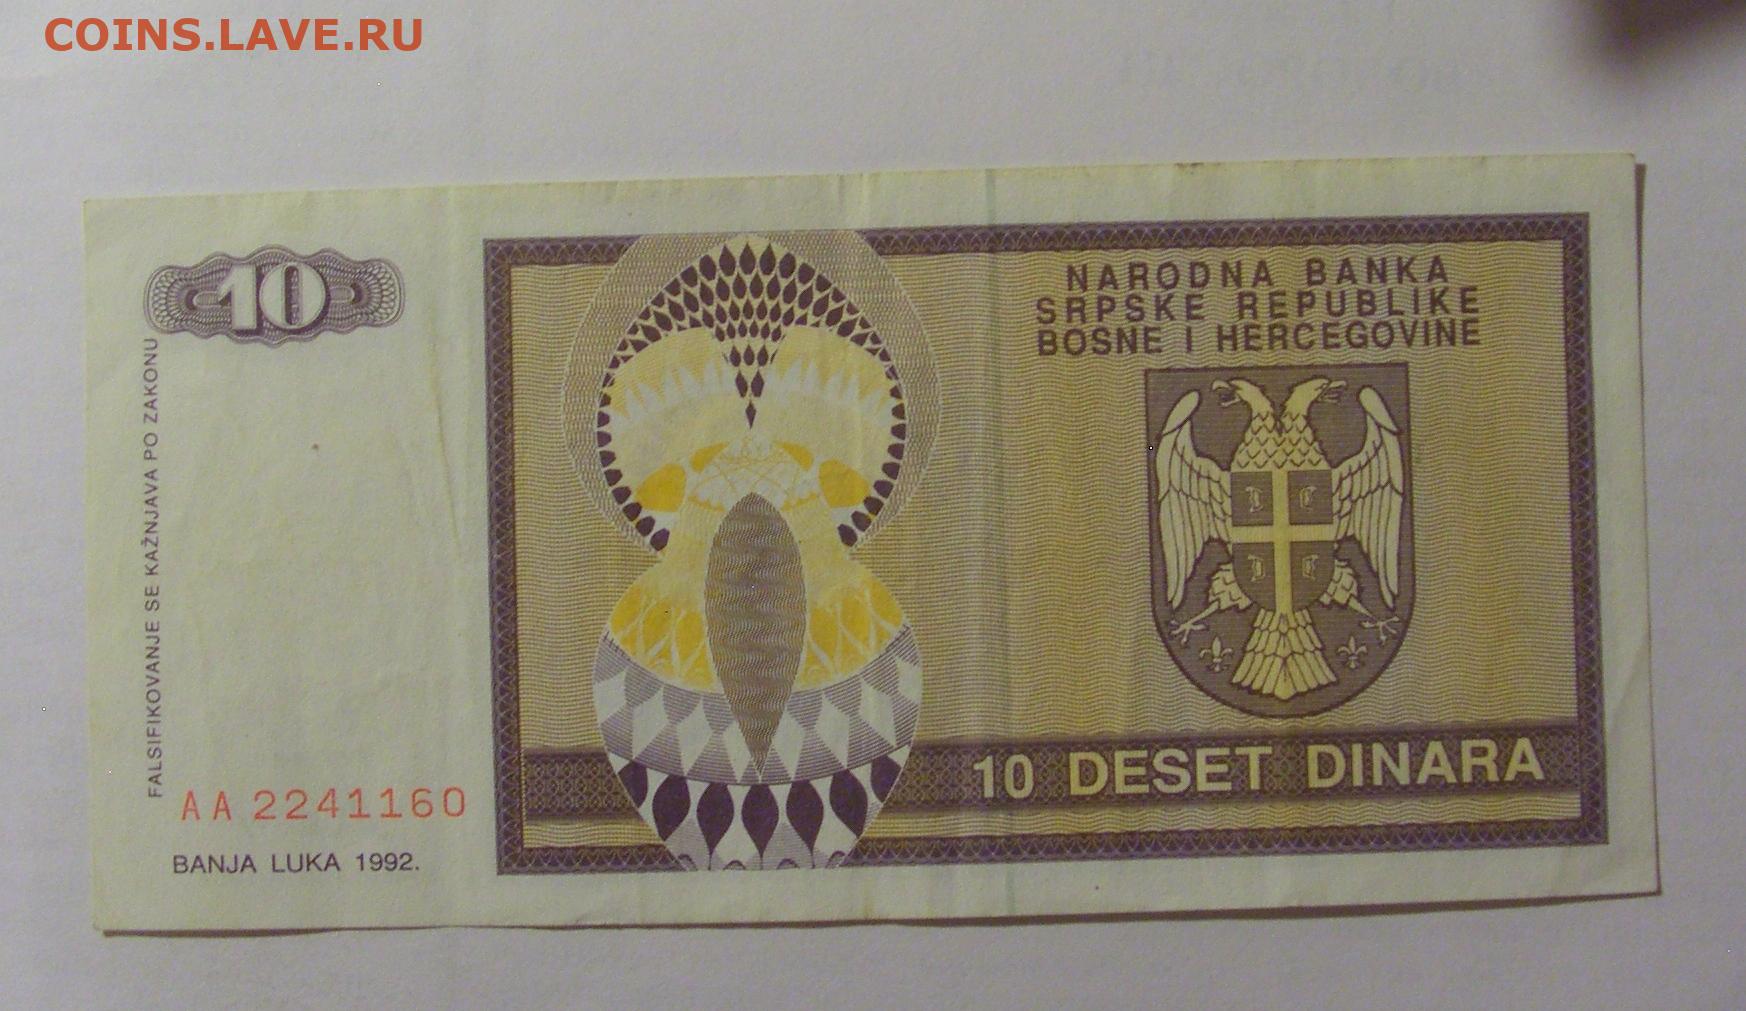 COINS.LAVE.RU
10
NARODNA BANKA
SRPSKE REPUBLIKE
BOSNE I HERCEGOVINE
FALSIFIKOVANJE SE KAŽNJAVA PO ZAKONU
10 DESET DINARA
AA 2241160
BANJA LUKA 1992.